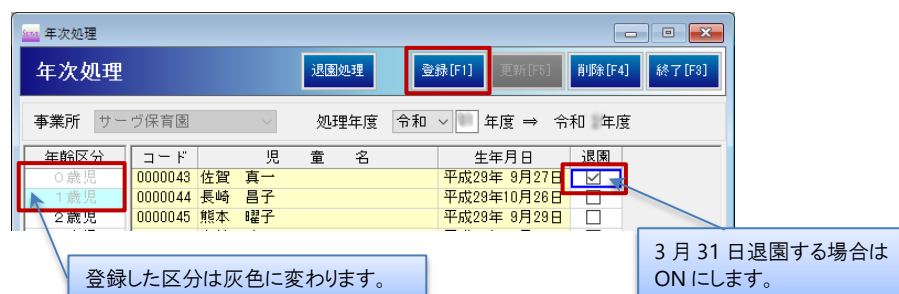 年次処理
年次処理 退園処理 登録[F1] 更新[F5] 削除[F4] 終了[F3]
事業所 サーヴ保育園 処理年度 令和 年度 ⇒ 令和 年度
年齢区分 コード 児 童 名 生年月日 退園
0歳児 0000043 佐賀 真一 平成29年 9月27日
1歳児 0000044 長崎 昌子 平成29年10月26日
2歳児 0000045 熊本 曜子 平成29年 9月29日
登録した区分は灰色に変わります。
3 月 31 日退園する場合は
ON にします。